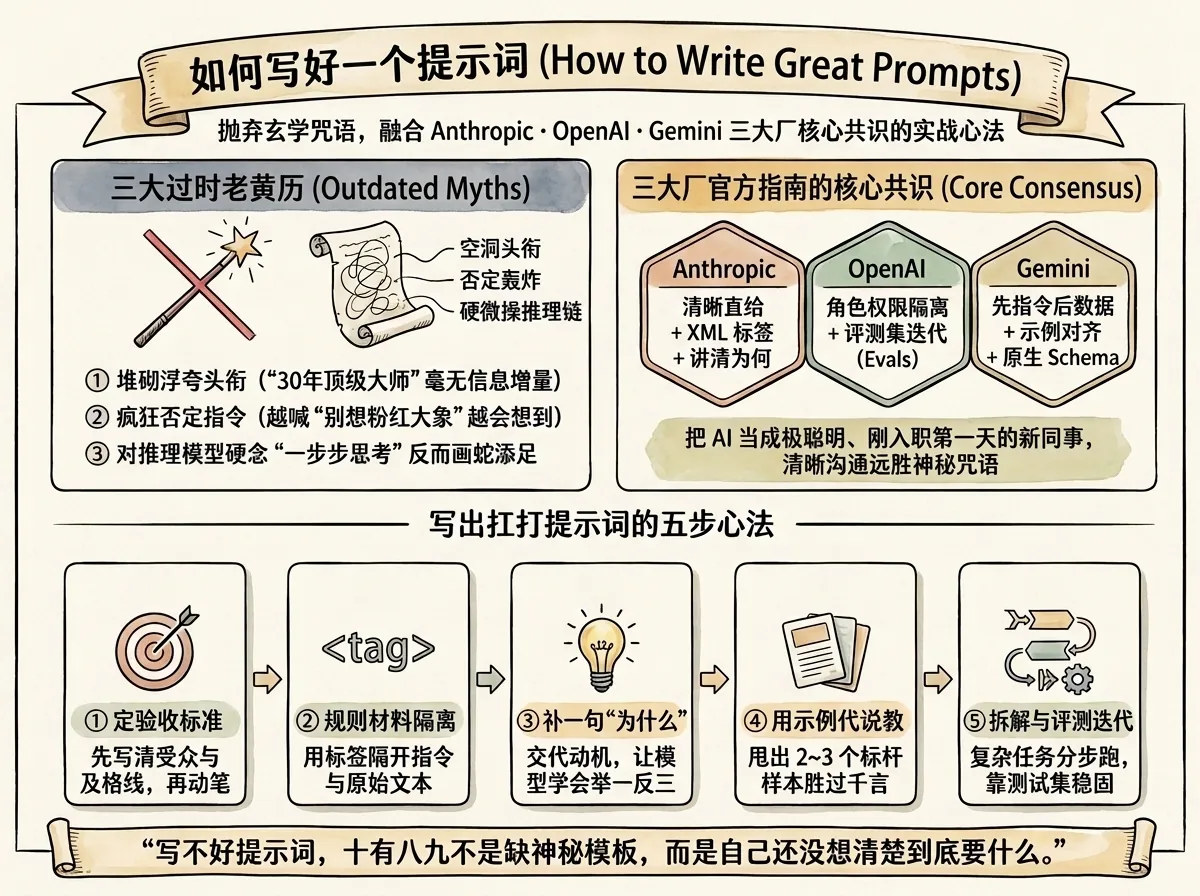 如何写好一个提示词 (How to Write Great Prompts)
抛弃玄学咒语，融合 Anthropic · OpenAI · Gemini 三大厂核心共识的实战心法
三大过时老黄历 (Outdated Myths)
空洞头衔
否定轰炸
硬微操推理链
① 堆砌浮夸头衔（“30年顶级大师” 毫无信息增量）
② 疯狂否定指令（越喊 “别想粉红大象” 越会想到）
③ 对推理模型硬念 “一步步思考” 反而画蛇添足
三大厂官方指南的核心共识 (Core Consensus)
Anthropic
清晰直给
+ XML 标签
+ 讲清为何
OpenAI
角色权限隔离
+ 评测集迭代
(Evals)
Gemini
先指令后数据
+ 示例对齐
+ 原生 Schema
把 AI 当成极聪明、刚入职第一天的新同事，
清晰沟通远胜神秘咒语
写出扛打提示词的五步心法
① 定验收标准
先写清受众与
及格线，再动笔
<tag>
② 规则材料隔离
用标签隔开指令
与原始文本
③ 补一句“为什么”
交代动机，让模
型学会举一反三
④ 用示例代说教
甩出 2~3 个标杆
样本胜过千言
⑤ 拆解与评测迭代
复杂任务分步跑，
靠测试集稳固
“写不好提示词，十有八九不是缺神秘模板，而是自己还没想清楚到底要什么。”